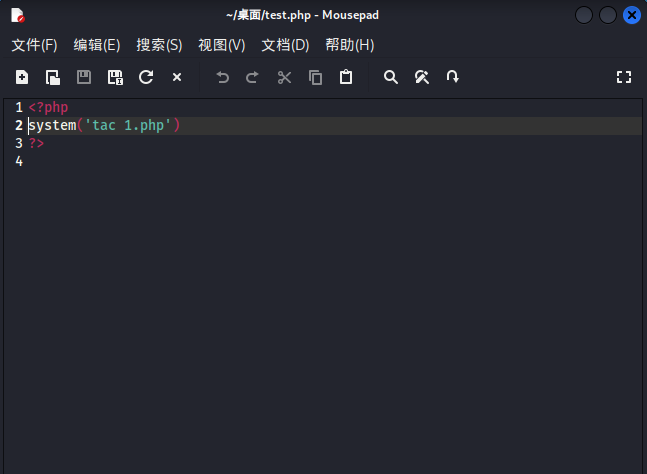 ~/桌面/test.php - Mousepad
文件(F) 编辑(E) 搜索(S) 视图(V) 文档(D) 帮助(H)
1 <?php
2 system('tac 1.php')
3 ?>
4